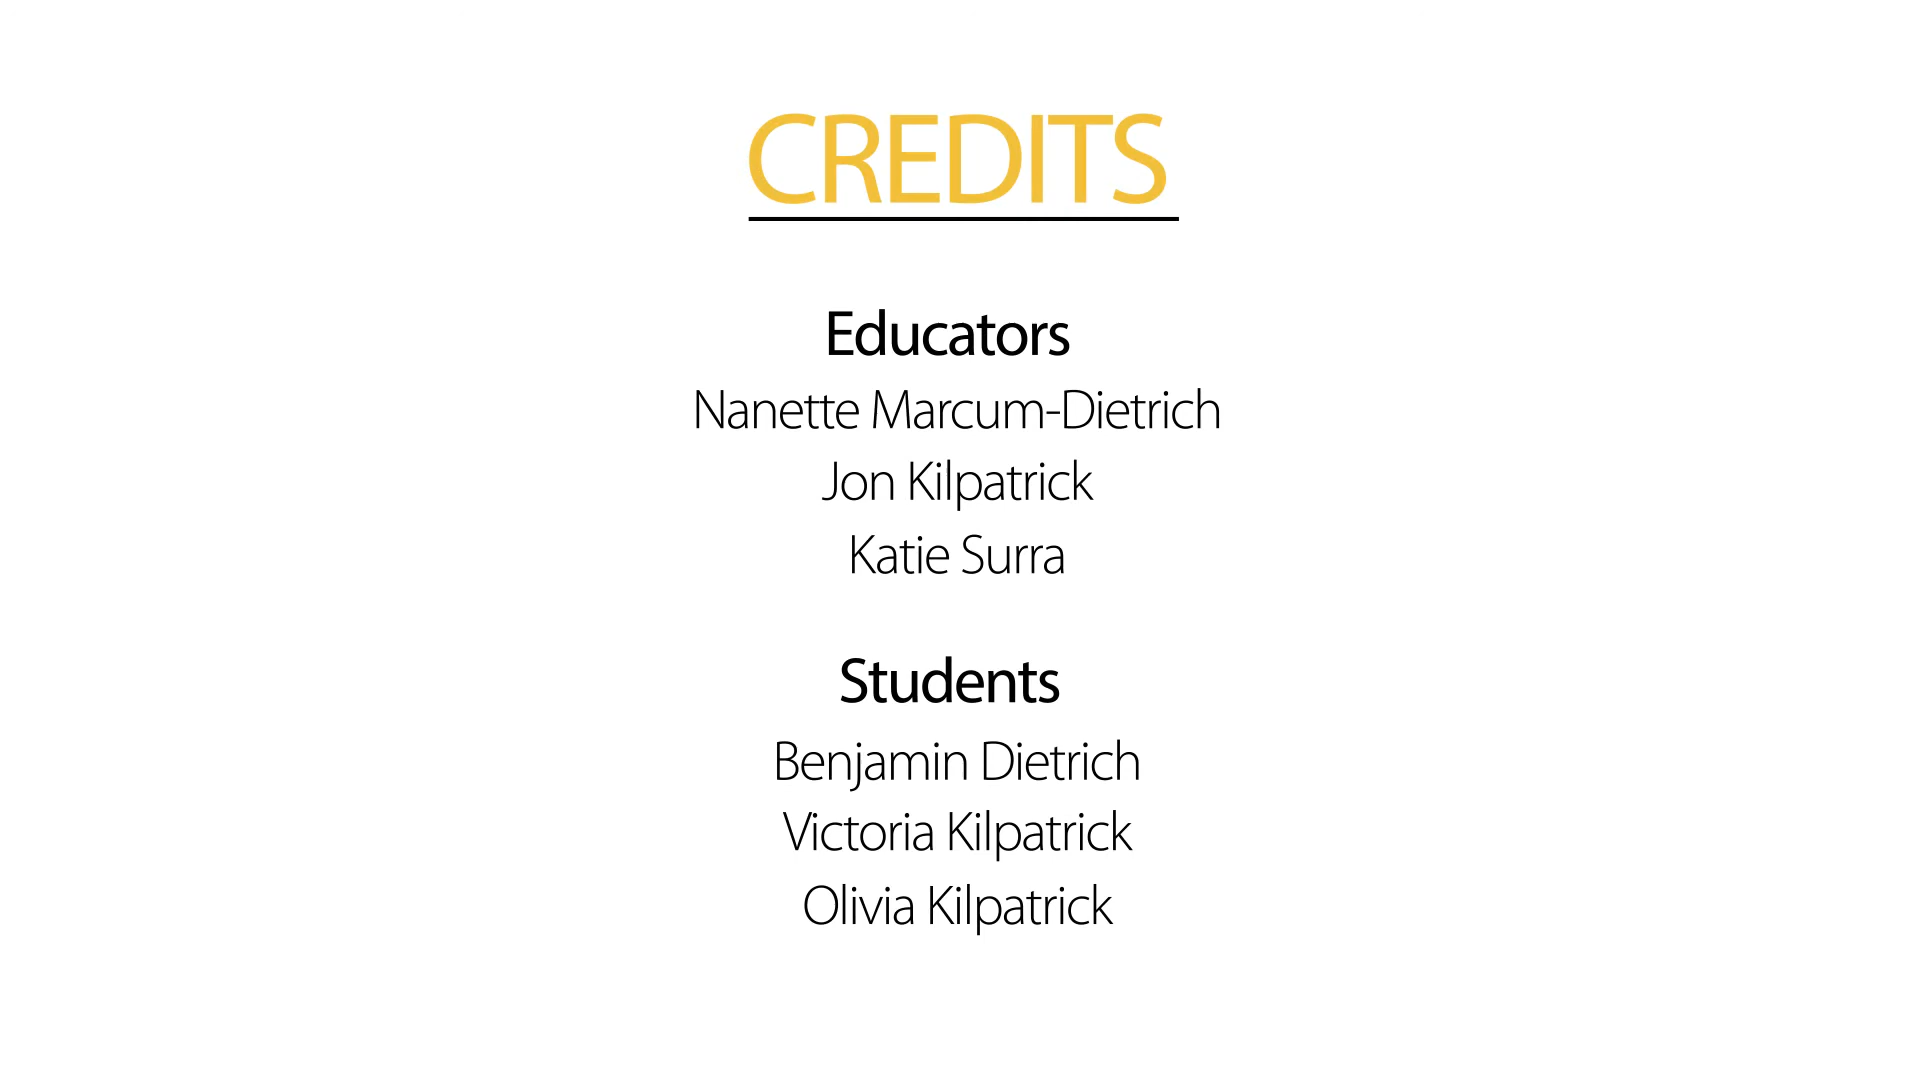 CREDITS
Educators
Nanette Marcum-Dietrich
Jon Kilpatrick
Katie Surra
Students
Benjamin Dietrich
Victoria Kilpatrick
Olivia Kilpatrick